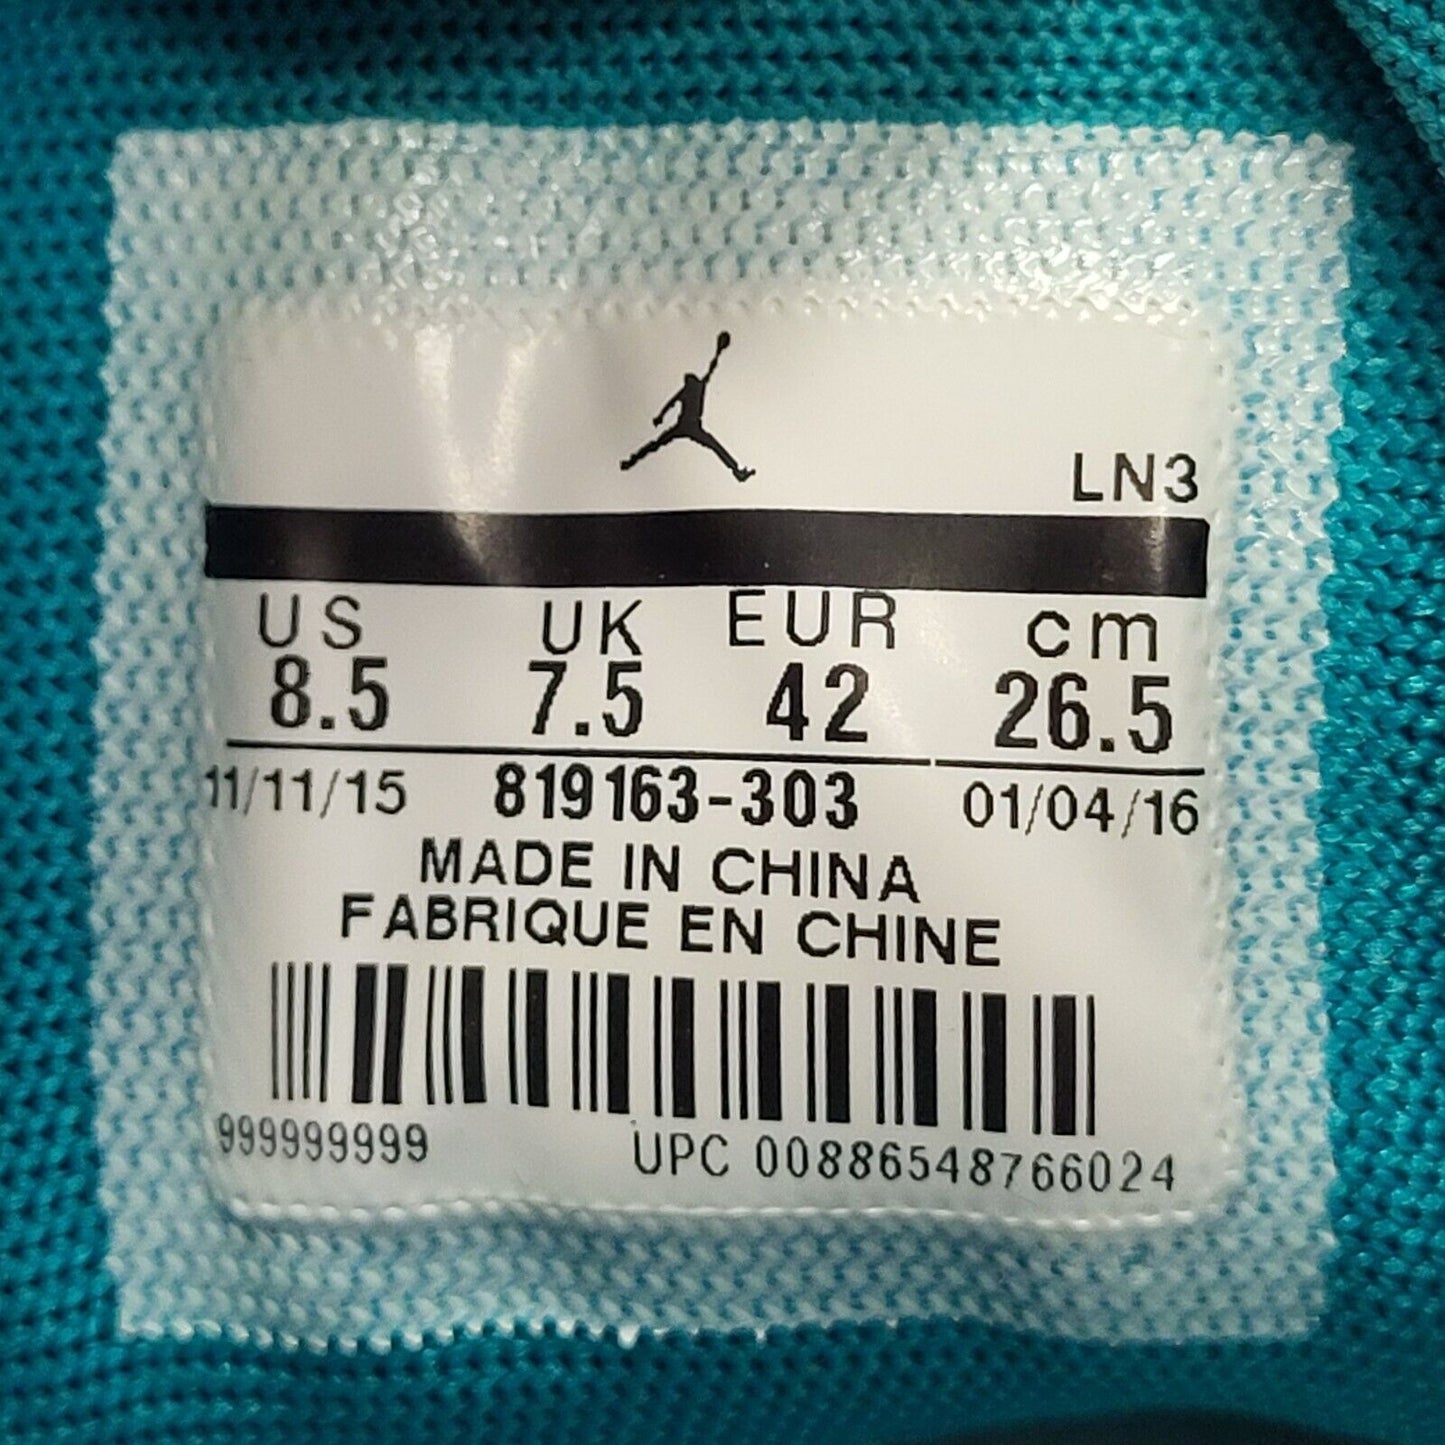 LN3
US UK EUR cm
8.5 7.5 42 26.5
11/11/15 819163-303 01/04/16
MADE IN CHINA
FABRIQUE EN CHINE
999999999 UPC 00886548766024